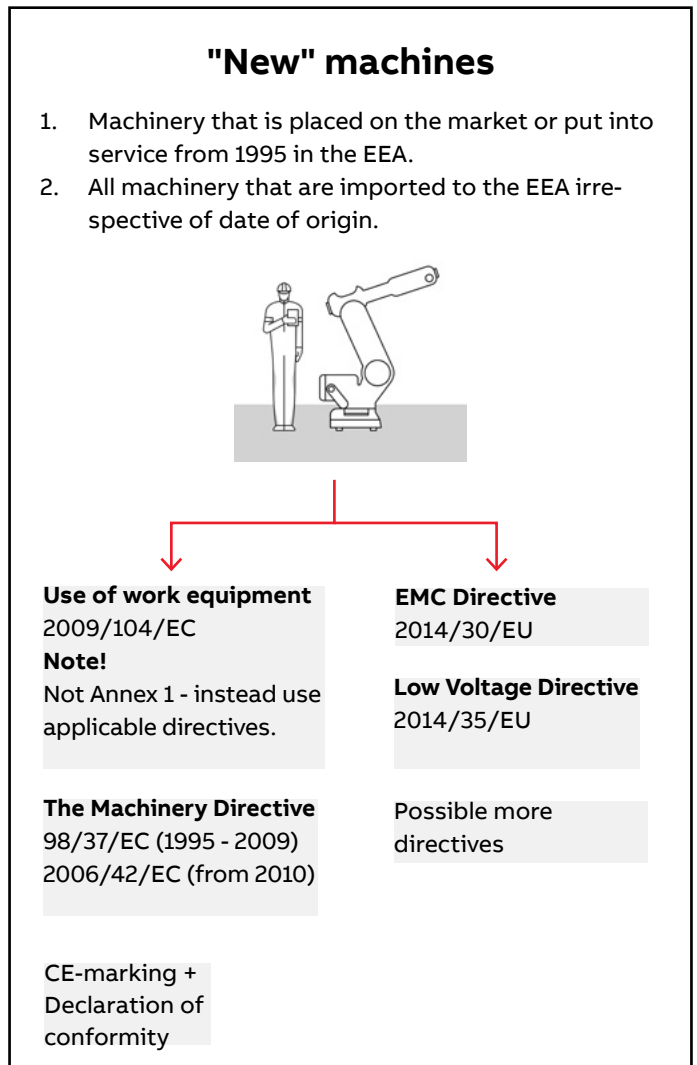 "New" machines
1. Machinery that is placed on the market or put into
service from 1995 in the EEA.
2. All machinery that are imported to the EEA irre-
spective of date of origin.
Use of work equipment
2009/104/EC
Note!
Not Annex 1 - instead use
applicable directives.
The Machinery Directive
98/37/EC (1995 - 2009)
2006/42/EC (from 2010)
CE-marking +
Declaration of
conformity
EMC Directive
2014/30/EU
Low Voltage Directive
2014/35/EU
Possible more
directives